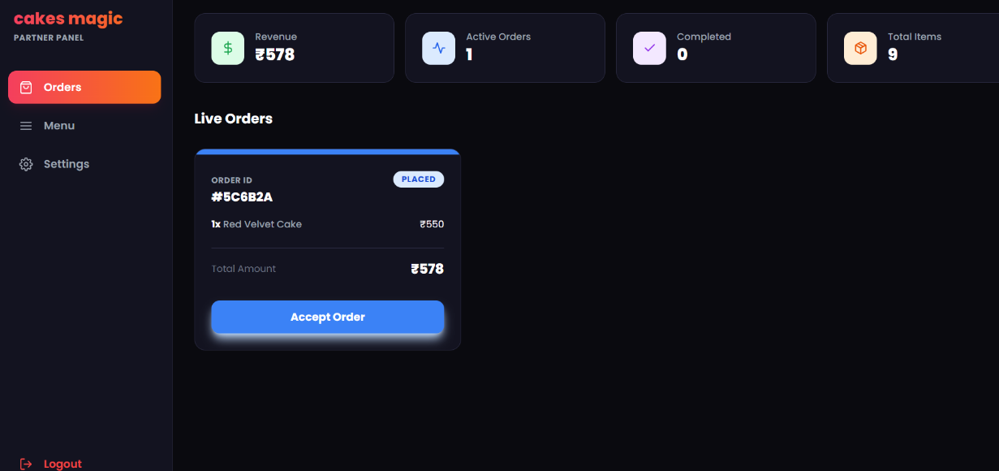 cakes magic
PARTNER PANEL
Orders
Menu
Settings
Logout
Revenue
₹578
Active Orders
1
Completed
0
Total Items
9
Live Orders
ORDER ID
PLACED
#5C6B2A
1x Red Velvet Cake ₹550
Total Amount ₹578
Accept Order